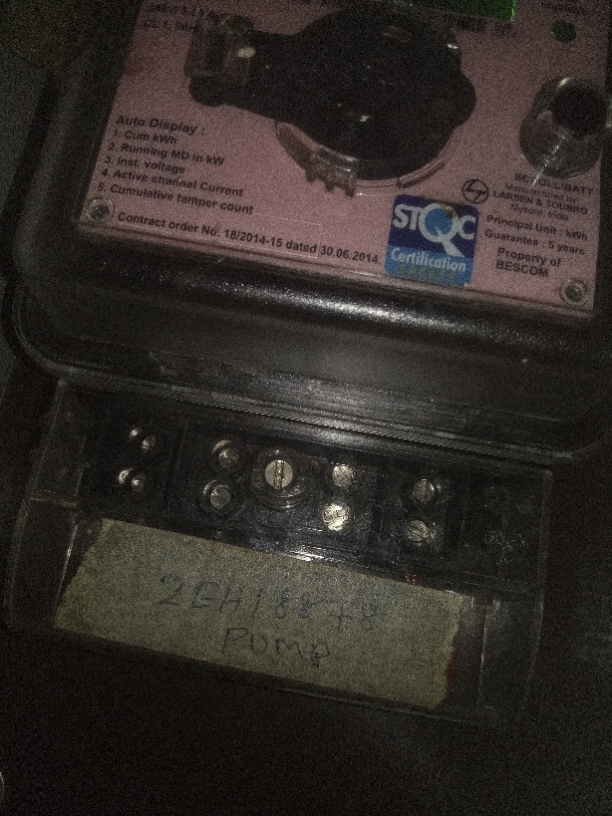 Auto Display :
1. Cum kWh
2. Running MD in kW
3. Inst. voltage
4. Active channel Current
5. Cumulative tamper count
Contract order No. 18/2014-15 dated 30.06.2014
STQC
Certification
SCROLL/BATT
Manufactured by
LARSEN & TOUBRO
Mysore, India
Principal Unit : kWh
Guarantee : 5 years
Property of
BESCOM
2EH18878
PUMP